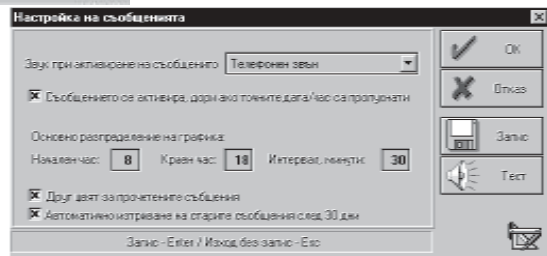 Настройка на съобщенията
Звук при активиране на съобщението Телефонен звън
Съобщението се активира, дори ако точните дата/час са пропуснати
Основно разпределение на графика:
Начален час: 8 Краен час: 18 Интервал, минути: 30
Друг цвят за прочетените съобщения
Автоматично изтриване на старите съобщения след 30 дни
Запис - Enter / Изход без запис - Esc
OK
Отказ
Запис
Тест